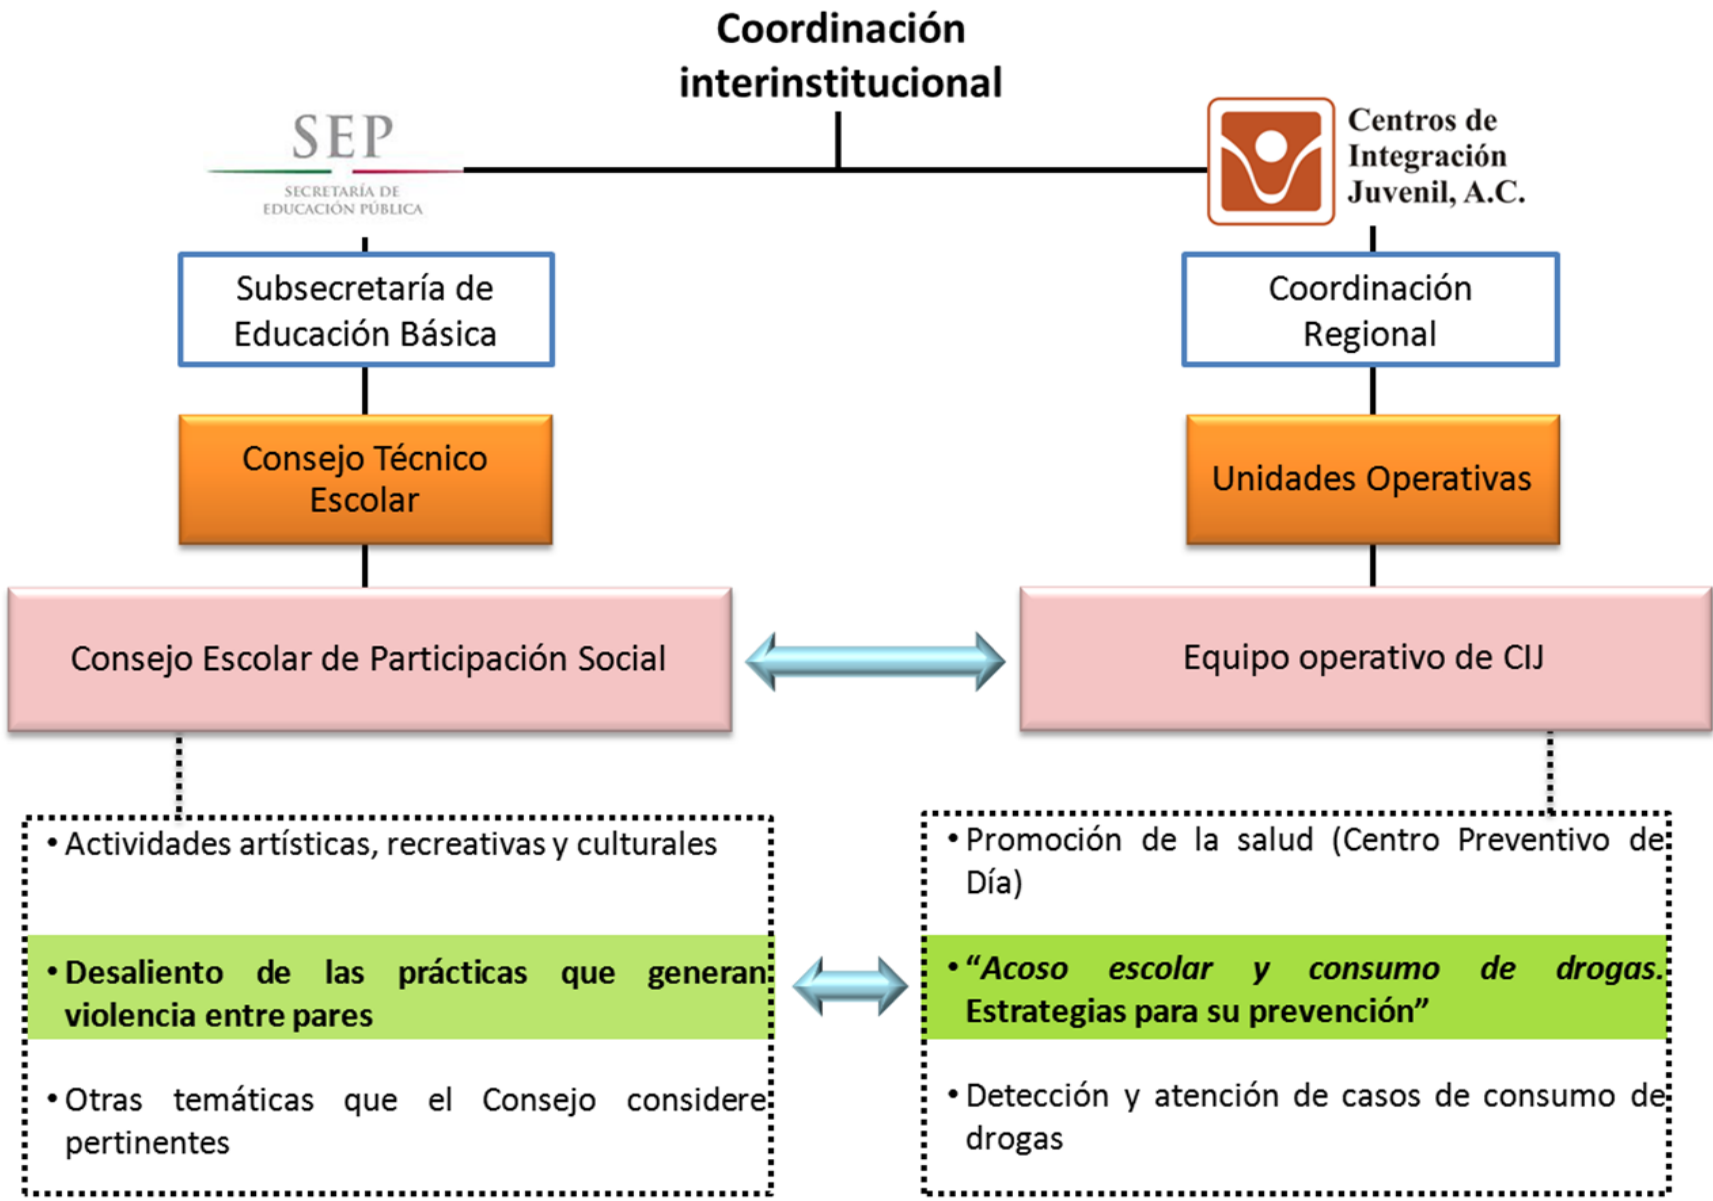 Coordinación
interinstitucional
SEP
SECRETARÍA DE
EDUCACIÓN PÚBLICA
Centros de
Integración
Juvenil, A.C.
Subsecretaría de
Educación Básica
Coordinación
Regional
Consejo Técnico
Escolar
Unidades Operativas
Consejo Escolar de Participación Social
Equipo operativo de CIJ
• Actividades artísticas, recreativas y culturales
• Desaliento de las prácticas que generan
violencia entre pares
• Otras temáticas que el Consejo considere
pertinentes
• Promoción de la salud (Centro Preventivo de
Día)
• “Acoso escolar y consumo de drogas.
Estrategias para su prevención”
• Detección y atención de casos de consumo de
drogas